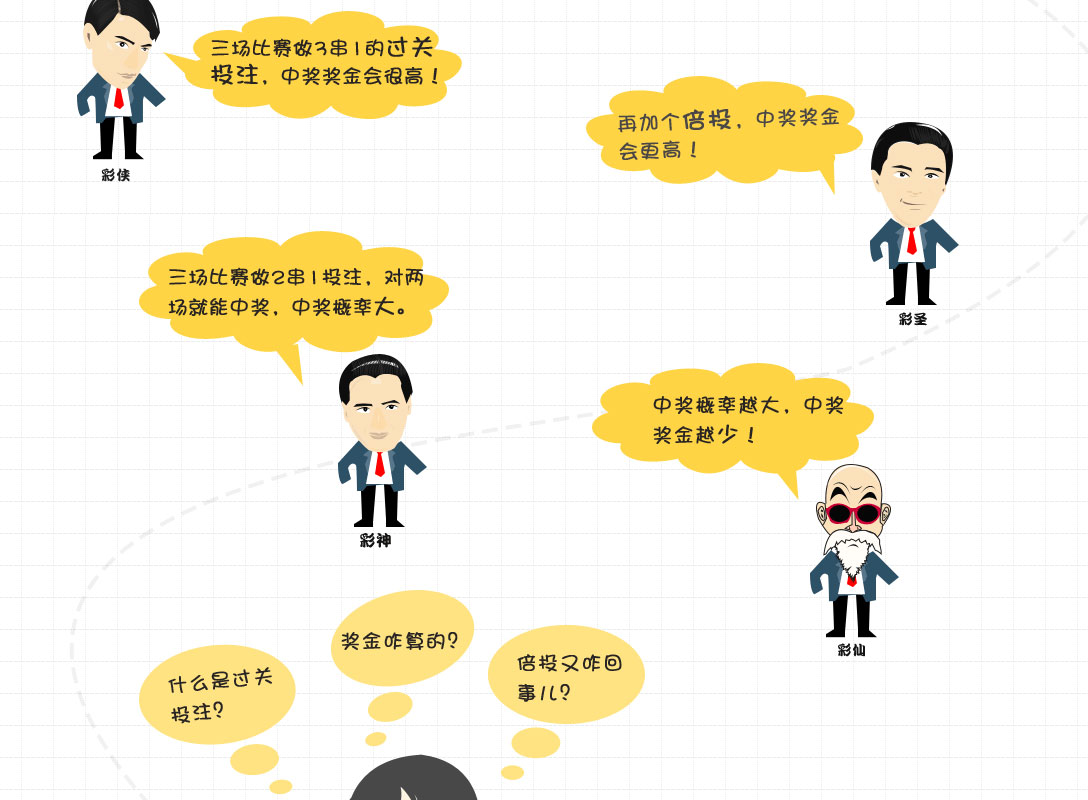 三场比赛做3串1的过关
投注，中奖奖金会很高！
彩侠
再加个倍投，中奖奖金
会更高！
彩圣
三场比赛做2串1投注，对两
场就能中奖，中奖概率大。
彩神
中奖概率越大，中奖
奖金越少！
彩仙
奖金咋算的？
什么是过关
投注？
倍投又咋回
事儿？